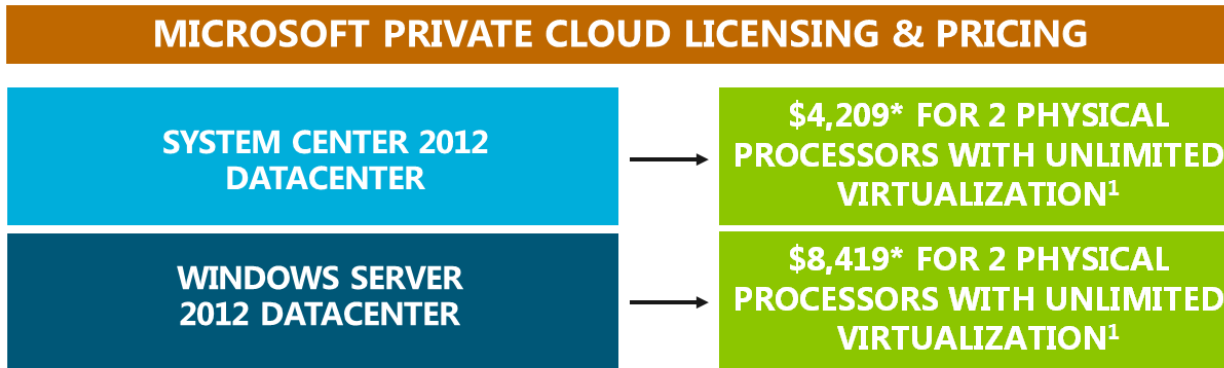 MICROSOFT PRIVATE CLOUD LICENSING & PRICING
SYSTEM CENTER 2012
DATACENTER
$4,209* FOR 2 PHYSICAL
PROCESSORS WITH UNLIMITED
VIRTUALIZATION¹
WINDOWS SERVER
2012 DATACENTER
$8,419* FOR 2 PHYSICAL
PROCESSORS WITH UNLIMITED
VIRTUALIZATION¹